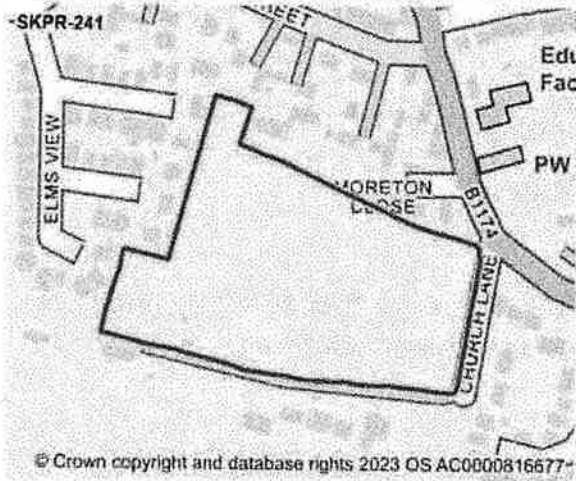 -SKPR-241
REET
Edu
Fac
ELMS VIEW
PW
MORETON
CLOSE
B1174
CHURCH LANE
© Crown copyright and database rights 2023 OS AC0000816677-